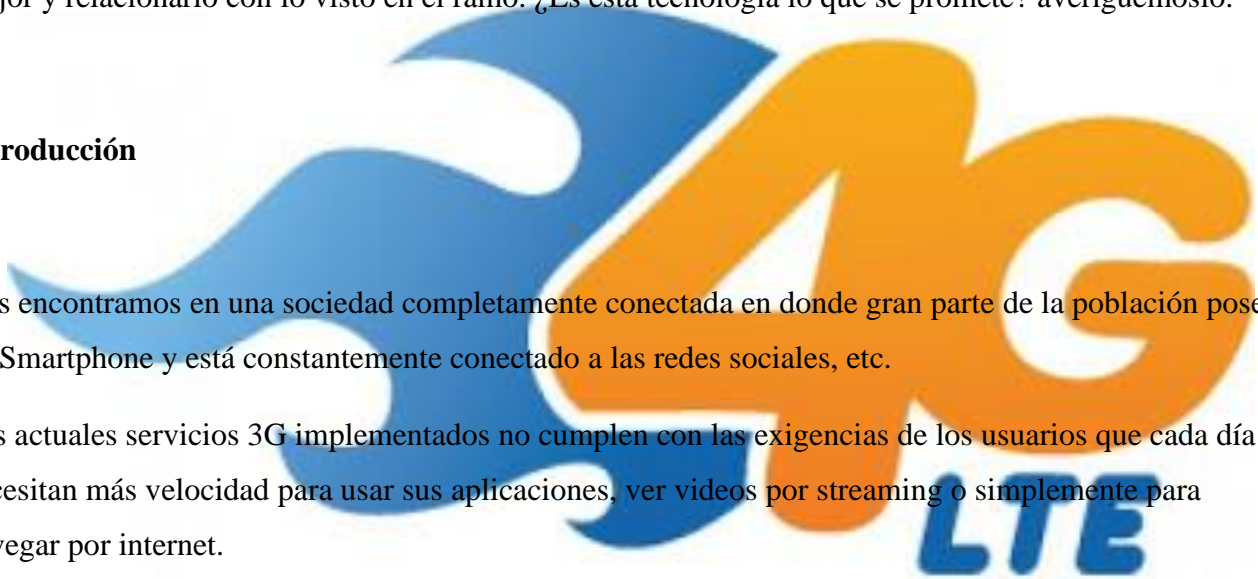 jor y relacionarlo con lo visto en el ramo. ¿Es esta tecnología lo que se promete? averigüémoslo.
roducción
s encontramos en una sociedad completamente conectada en donde gran parte de la población pose
Smartphone y está constantemente conectado a las redes sociales, etc.
s actuales servicios 3G implementados no cumplen con las exigencias de los usuarios que cada día
cesitan más velocidad para usar sus aplicaciones, ver videos por streaming o simplemente para
vegar por internet.
4G
LTE